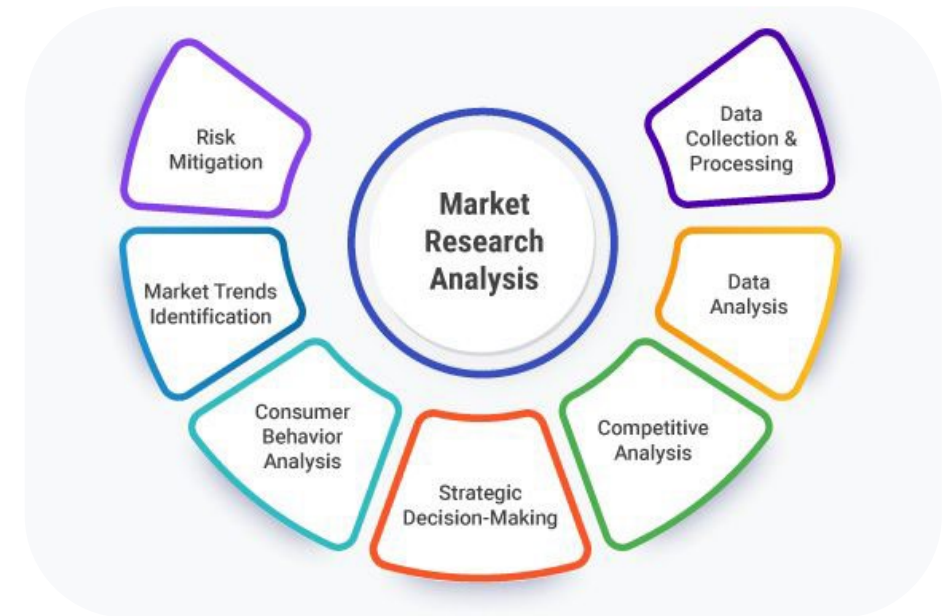 Market
Research
Analysis
Risk
Mitigation
Market Trends
Identification
Consumer
Behavior
Analysis
Strategic
Decision-Making
Competitive
Analysis
Data
Analysis
Data
Collection &
Processing